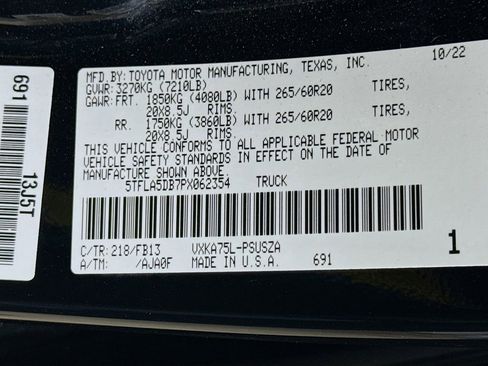 MFD.BY:TOYOTA MOTOR MANUFACTURING, TEXAS, INC. 10/22
GVWR:3270KG (7210LB)
GAWR:FRT. 1850KG (4080LB) WITH 265/60R20 TIRES,
20X8.5J RIMS.
RR. 1750KG (3860LB) WITH 265/60R20 TIRES,
20X8.5J RIMS.
THIS VEHICLE CONFORMS TO ALL APPLICABLE FEDERAL MOTOR
VEHICLE SAFETY STANDARDS IN EFFECT ON THE DATE OF
MANUFACTURE SHOWN ABOVE.
5TFLA5DB7PX062354 TRUCK
C/TR:218/FB13 VXKA75L-PSUSZA
A/TM: /AJA0F MADE IN U.S.A. 691
1
691
13J5T